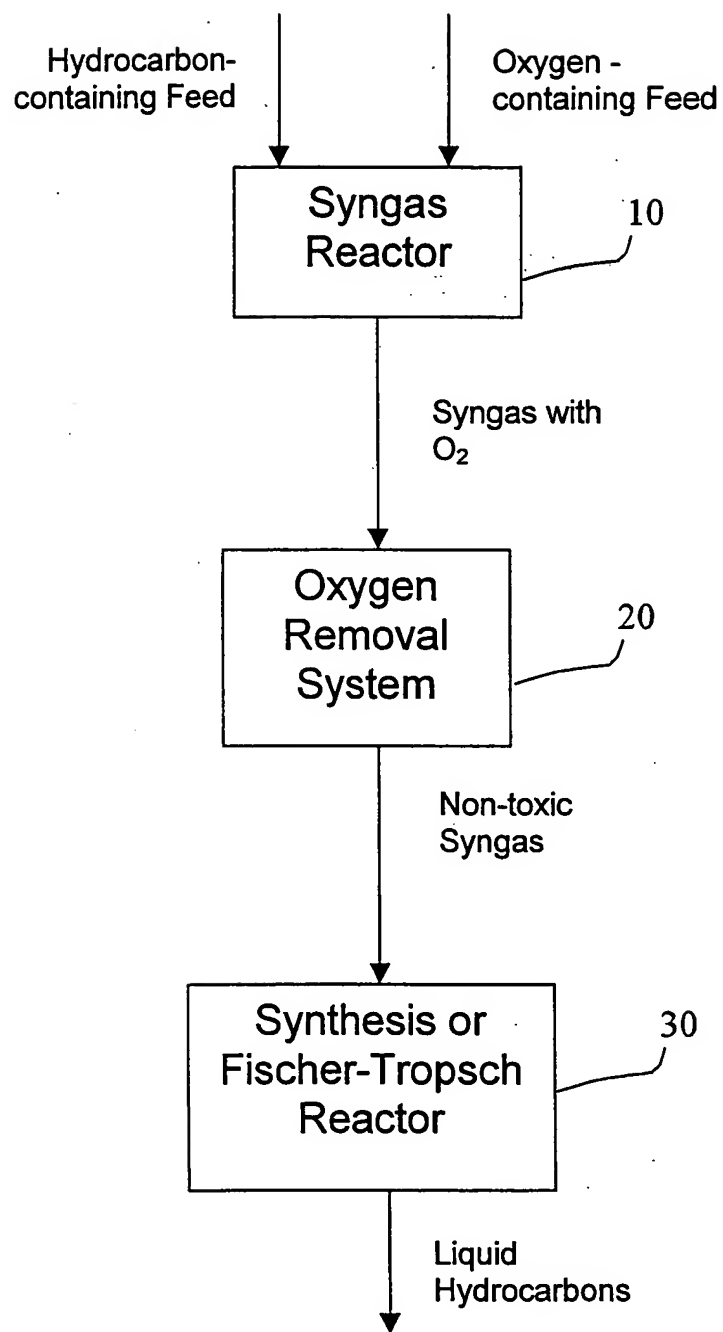 Hydrocarbon-
containing Feed
Oxygen -
containing Feed
Syngas
Reactor
10
Syngas with
O₂
Oxygen
Removal
System
20
Non-toxic
Syngas
Synthesis or
Fischer-Tropsch
Reactor
30
Liquid
Hydrocarbons